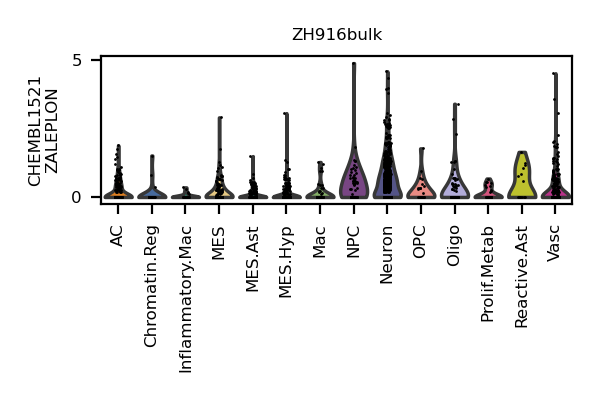 ZH916bulk
CHEMBL1521
ZALEPLON
5
0
AC
Chromatin.Reg
Inflammatory.Mac
MES
MES.Ast
MES.Hyp
Mac
NPC
Neuron
OPC
Oligo
Prolif.Metab
Reactive.Ast
Vasc